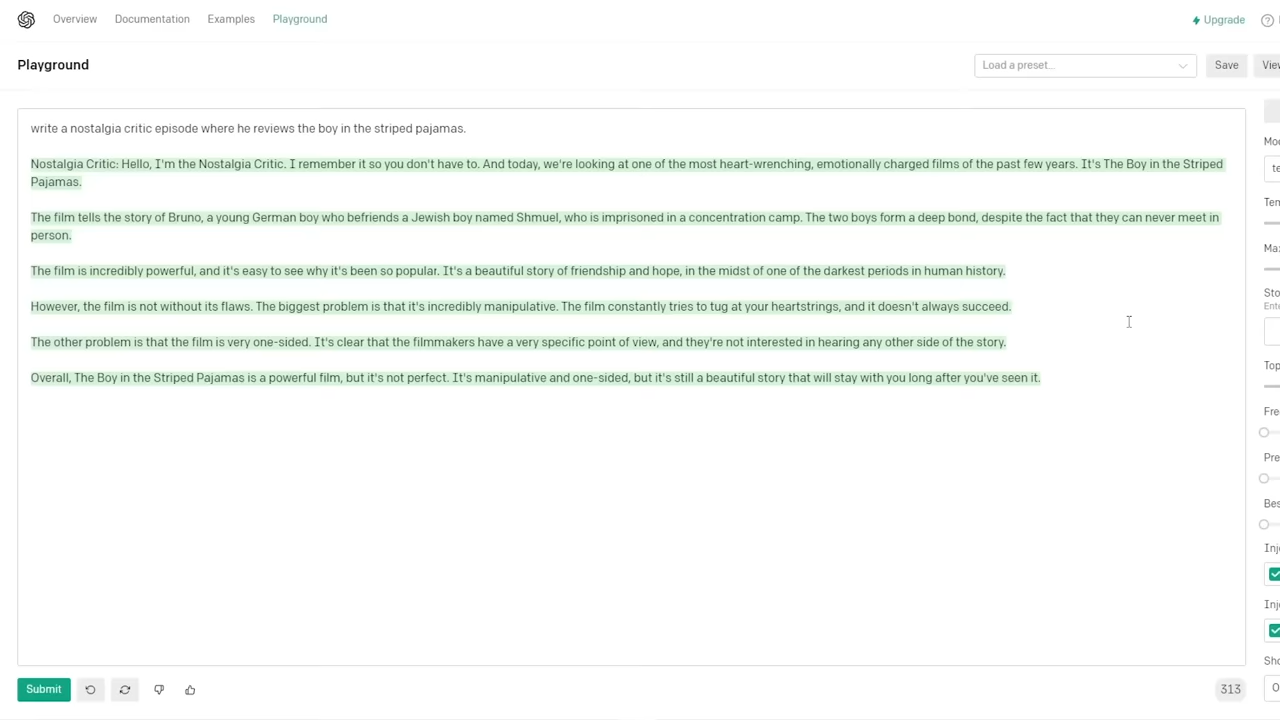 Overview Documentation Examples Playground Upgrade
Playground Load a preset... Save
write a nostalgia critic episode where he reviews the boy in the striped pajamas.
Nostalgia Critic: Hello, I'm the Nostalgia Critic. I remember it so you don't have to. And today, we're looking at one of the most heart-wrenching, emotionally charged films of the past few years. It's The Boy in the Striped
Pajamas.
The film tells the story of Bruno, a young German boy who befriends a Jewish boy named Shmuel, who is imprisoned in a concentration camp. The two boys form a deep bond, despite the fact that they can never meet in
person.
The film is incredibly powerful, and it's easy to see why it's been so popular. It's a beautiful story of friendship and hope, in the midst of one of the darkest periods in human history.
However, the film is not without its flaws. The biggest problem is that it's incredibly manipulative. The film constantly tries to tug at your heartstrings, and it doesn't always succeed.
The other problem is that the film is very one-sided. It's clear that the filmmakers have a very specific point of view, and they're not interested in hearing any other side of the story.
Overall, The Boy in the Striped Pajamas is a powerful film, but it's not perfect. It's manipulative and one-sided, but it's still a beautiful story that will stay with you long after you've seen it.
Submit 313